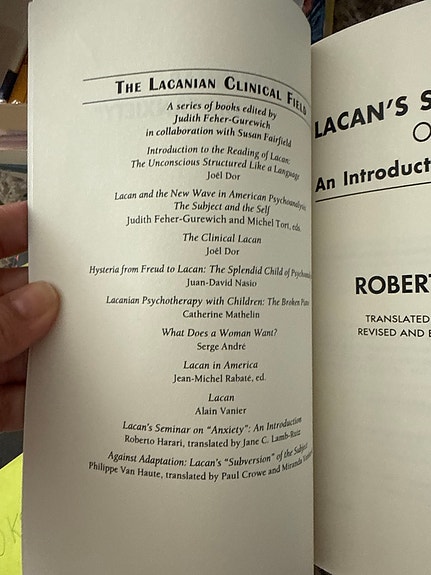 THE LACANIAN CLINICAL FIELD
A series of books edited by
Judith Feher-Gurewich
in collaboration with Susan Fairfield
Introduction to the Reading of Lacan:
The Unconscious Structured Like a Language
Joël Dor
Lacan and the New Wave in American Psychoanalysis:
The Subject and the Self
Judith Feher-Gurewich and Michel Tort, eds.
The Clinical Lacan
Joël Dor
Hysteria from Freud to Lacan: The Splendid Child of
Juan-David Nasio
Lacanian Psychotherapy with Children: The Broken Piano
Catherine Mathelin
What Does a Woman Want?
Serge André
Lacan in America
Jean-Michel Rabaté, ed.
Lacan
Alain Vanier
Lacan's Seminar on "Anxiety": An Introduction
Roberto Harari, translated by Jane C. Lamb-Ruiz
Against Adaptation: Lacan's "Subversion" of the Subject
Philippe Van Haute, translated by Paul Crowe and Miranda
LACAN'S S
O
An Introduct
ROBERT
TRANSLATED
REVISED AND E